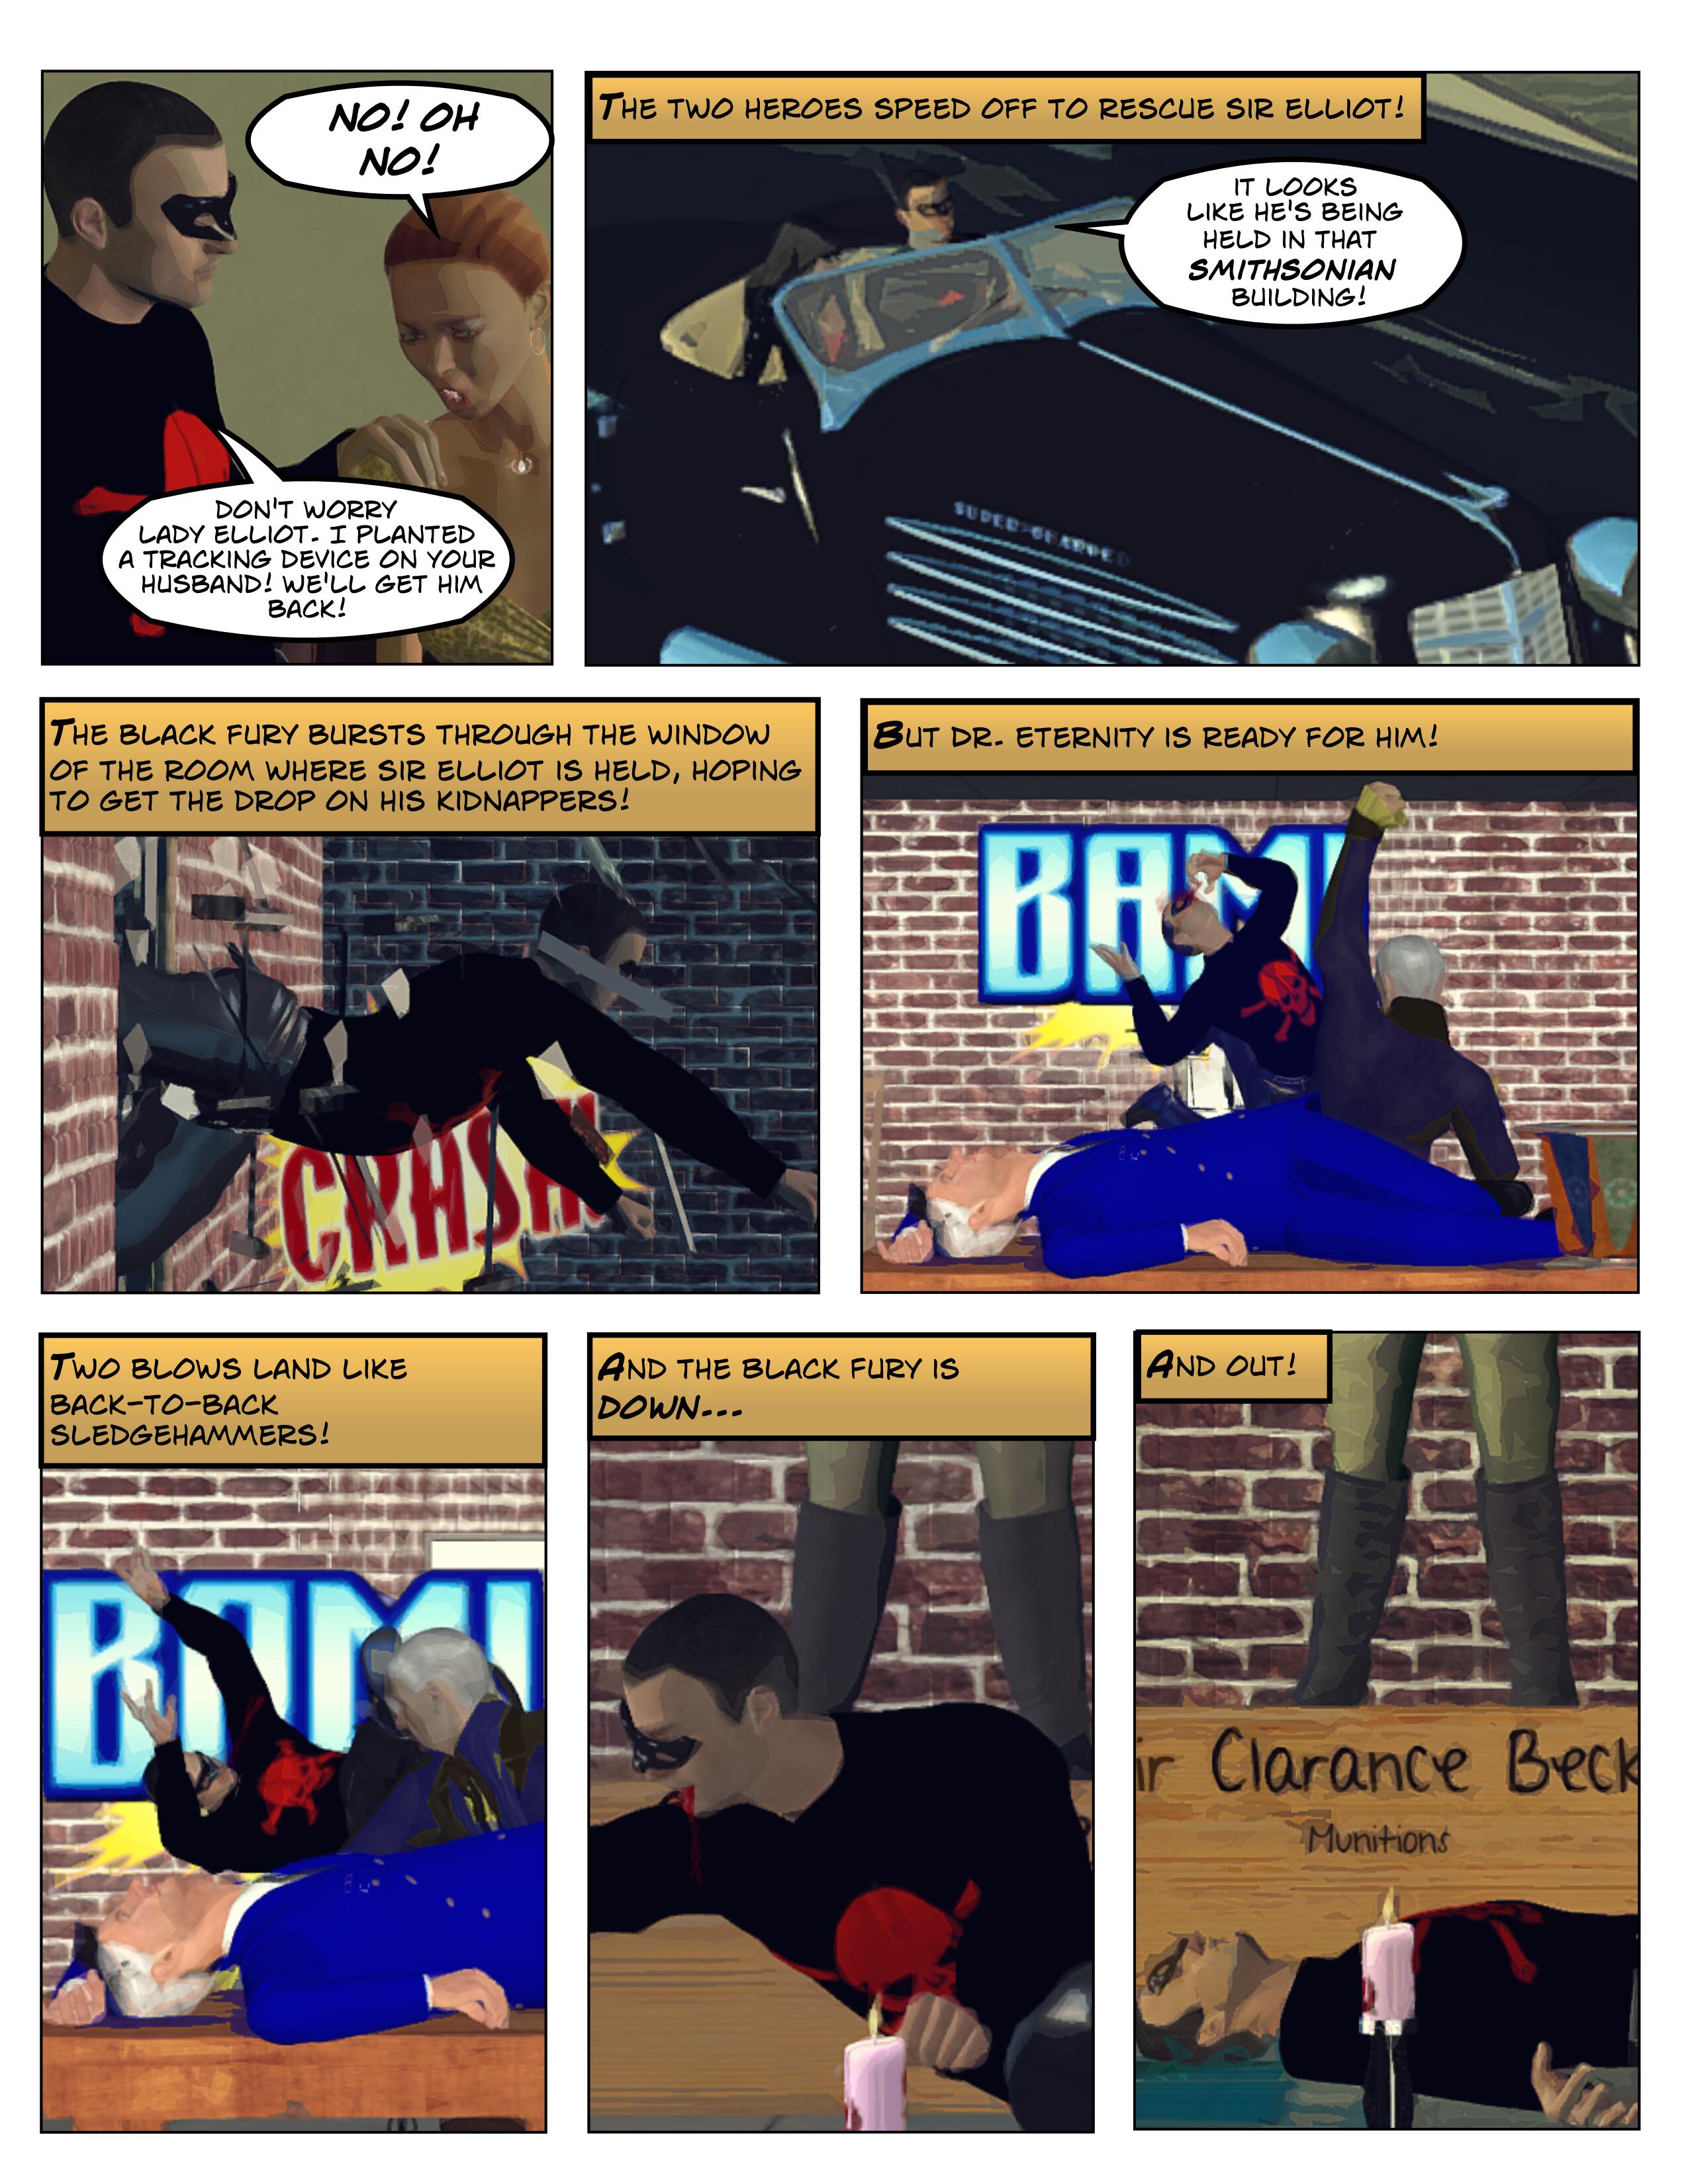 NO! OH
NO!
DON'T WORRY
LADY ELLIOT. I PLANTED
A TRACKING DEVICE ON YOUR
HUSBAND! WE'LL GET HIM
BACK!
THE TWO HEROES SPEED OFF TO RESCUE SIR ELLIOT!
IT LOOKS
LIKE HE'S BEING
HELD IN THAT
SMITHSONIAN
BUILDING!
SUPER-CHARGED
THE BLACK FURY BURSTS THROUGH THE WINDOW
OF THE ROOM WHERE SIR ELLIOT IS HELD, HOPING
TO GET THE DROP ON HIS KIDNAPPERS!
CRASH!
BUT DR. ETERNITY IS READY FOR HIM!
BAM!
TWO BLOWS LAND LIKE
BACK-TO-BACK
SLEDGEHAMMERS!
BAM!
AND THE BLACK FURY IS
DOWN...
AND OUT!
ir Clarance Beck
Munitions